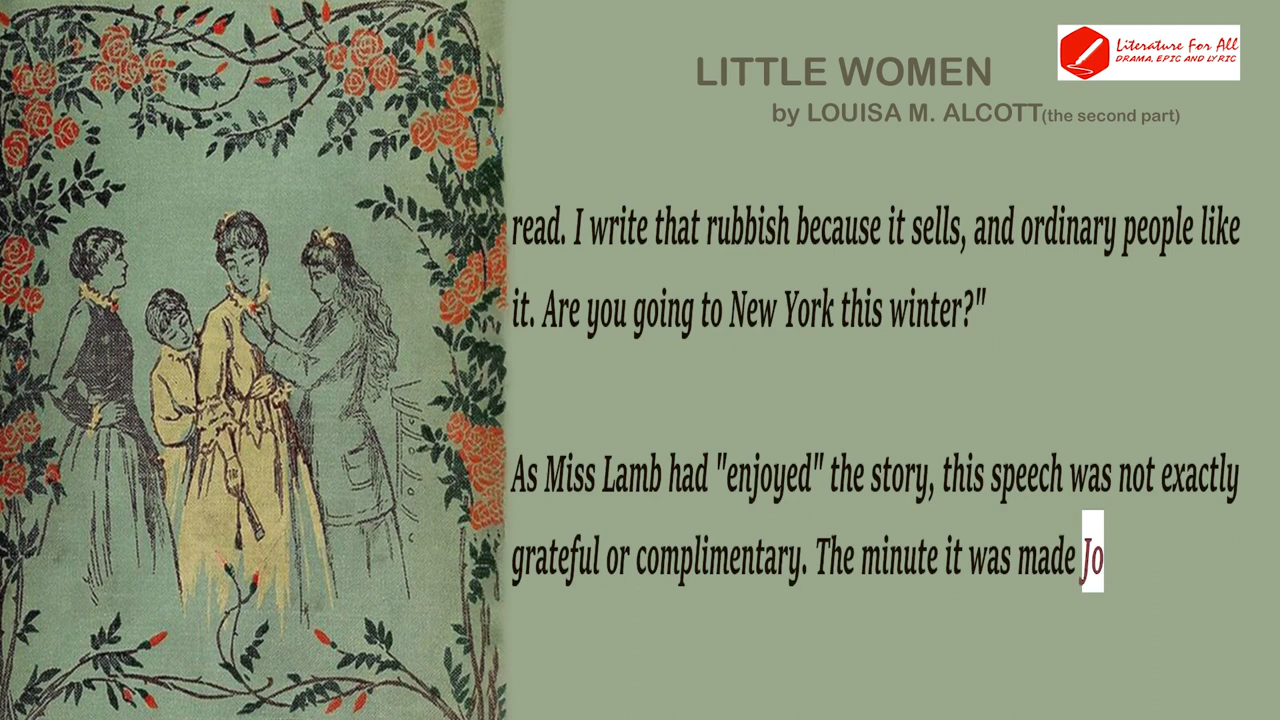 LITTLE WOMEN
by LOUISA M. ALCOTT(the second part)
Literature For All
DRAMA, EPIC AND LYRIC
read. I write that rubbish because it sells, and ordinary people like
it. Are you going to New York this winter?"
As Miss Lamb had "enjoyed" the story, this speech was not exactly
grateful or complimentary. The minute it was made Jo